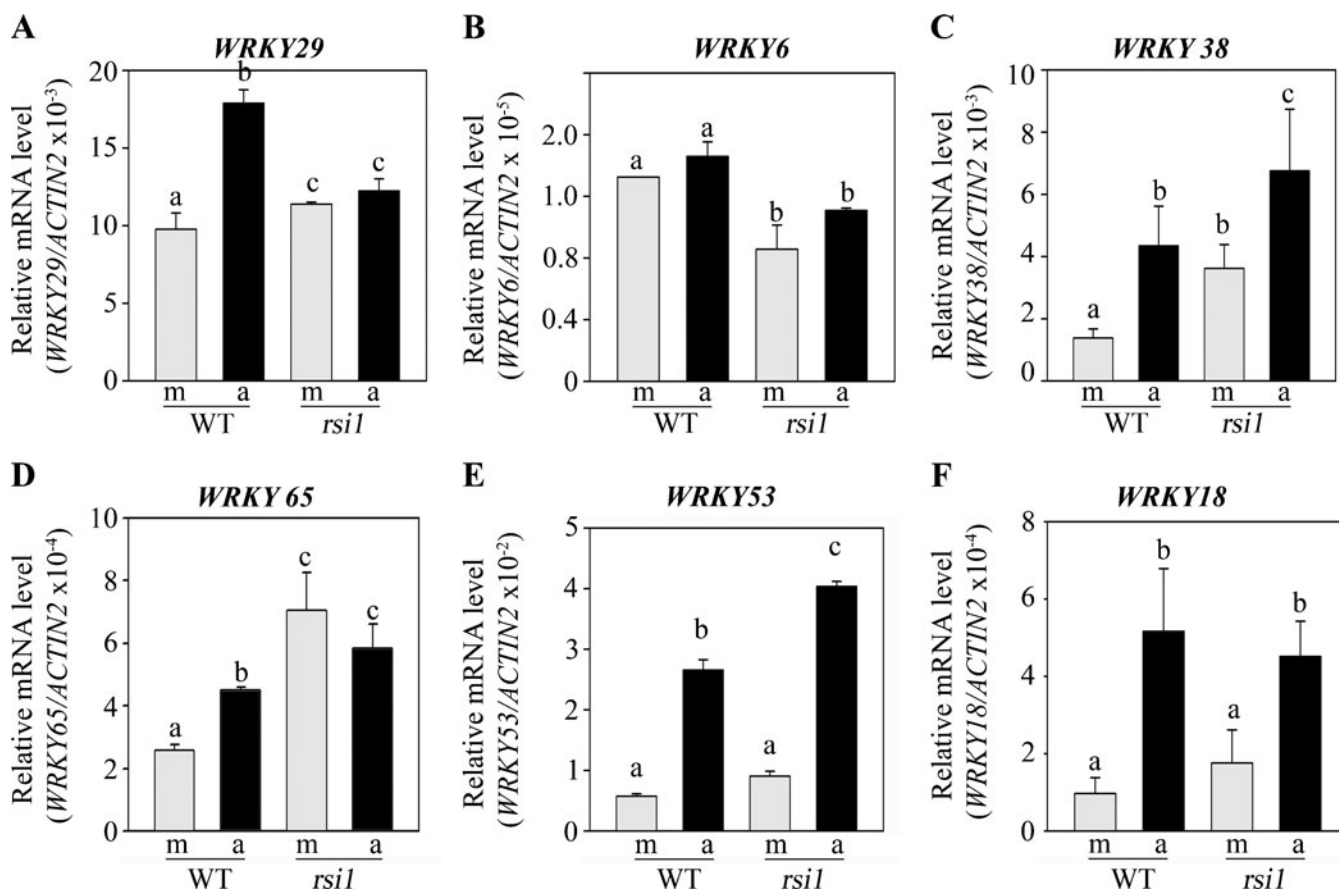 A
WRKY29
Relative mRNA level
(WRKY29/ACTIN2 x10-3)
20
15
10
5
0
a
b
c
c
m a m a
WT rsi1
B
WRKY6
Relative mRNA level
(WRKY6/ACTIN2 x 10-5)
2.0
1.0
0.8
0.4
0
a
a
b
b
m a m a
WT rsi1
C
WRKY 38
Relative mRNA level
(WRKY38/ACTIN2 x10-3)
10
8
6
4
2
0
a
b
b
c
m a m a
WT rsi1
D
WRKY 65
Relative mRNA level
(WRKY65/ACTIN2 x10-4)
10
8
6
4
2
0
a
b
c
c
m a m a
WT rsi1
E
WRKY53
Relative mRNA level
(WRKY53/ACTIN2 x10-2)
5
4
3
2
1
0
a
b
a
c
m a m a
WT rsi1
F
WRKY18
Relative mRNA level
(WRKY18/ACTIN2 x10-4)
8
6
4
2
0
a
b
a
b
m a m a
WT rsi1